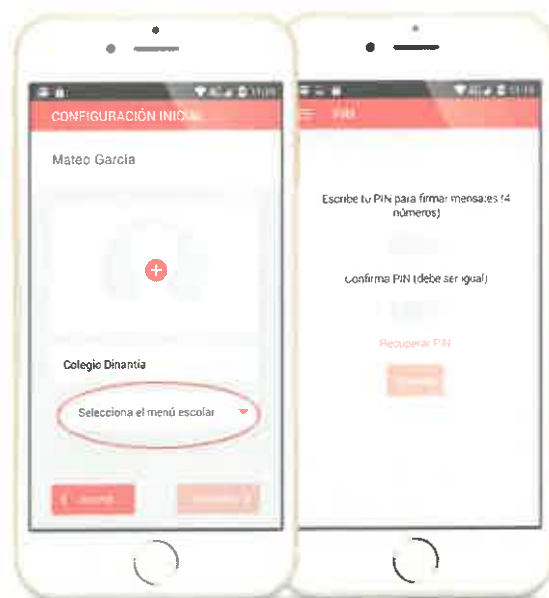 CONFIGURACIÓN INICIAL
Mateo García
Colegio Dinantia
Selecciona el menú escolar
PIN
Escribe tu PIN para firmar mensajes (4
números)
Confirma PIN (debe ser igual)
Recuperar PIN